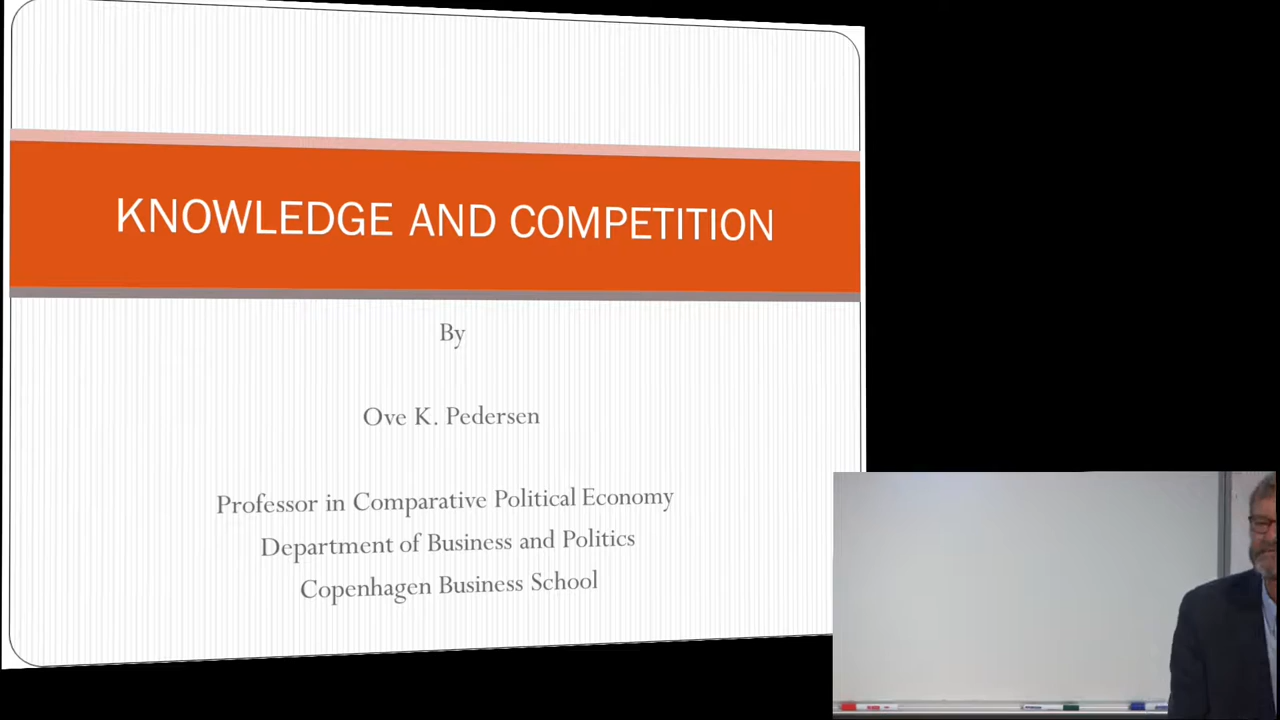 KNOWLEDGE AND COMPETITION
By
Ove K. Pedersen
Professor in Comparative Political Economy
Department of Business and Politics
Copenhagen Business School